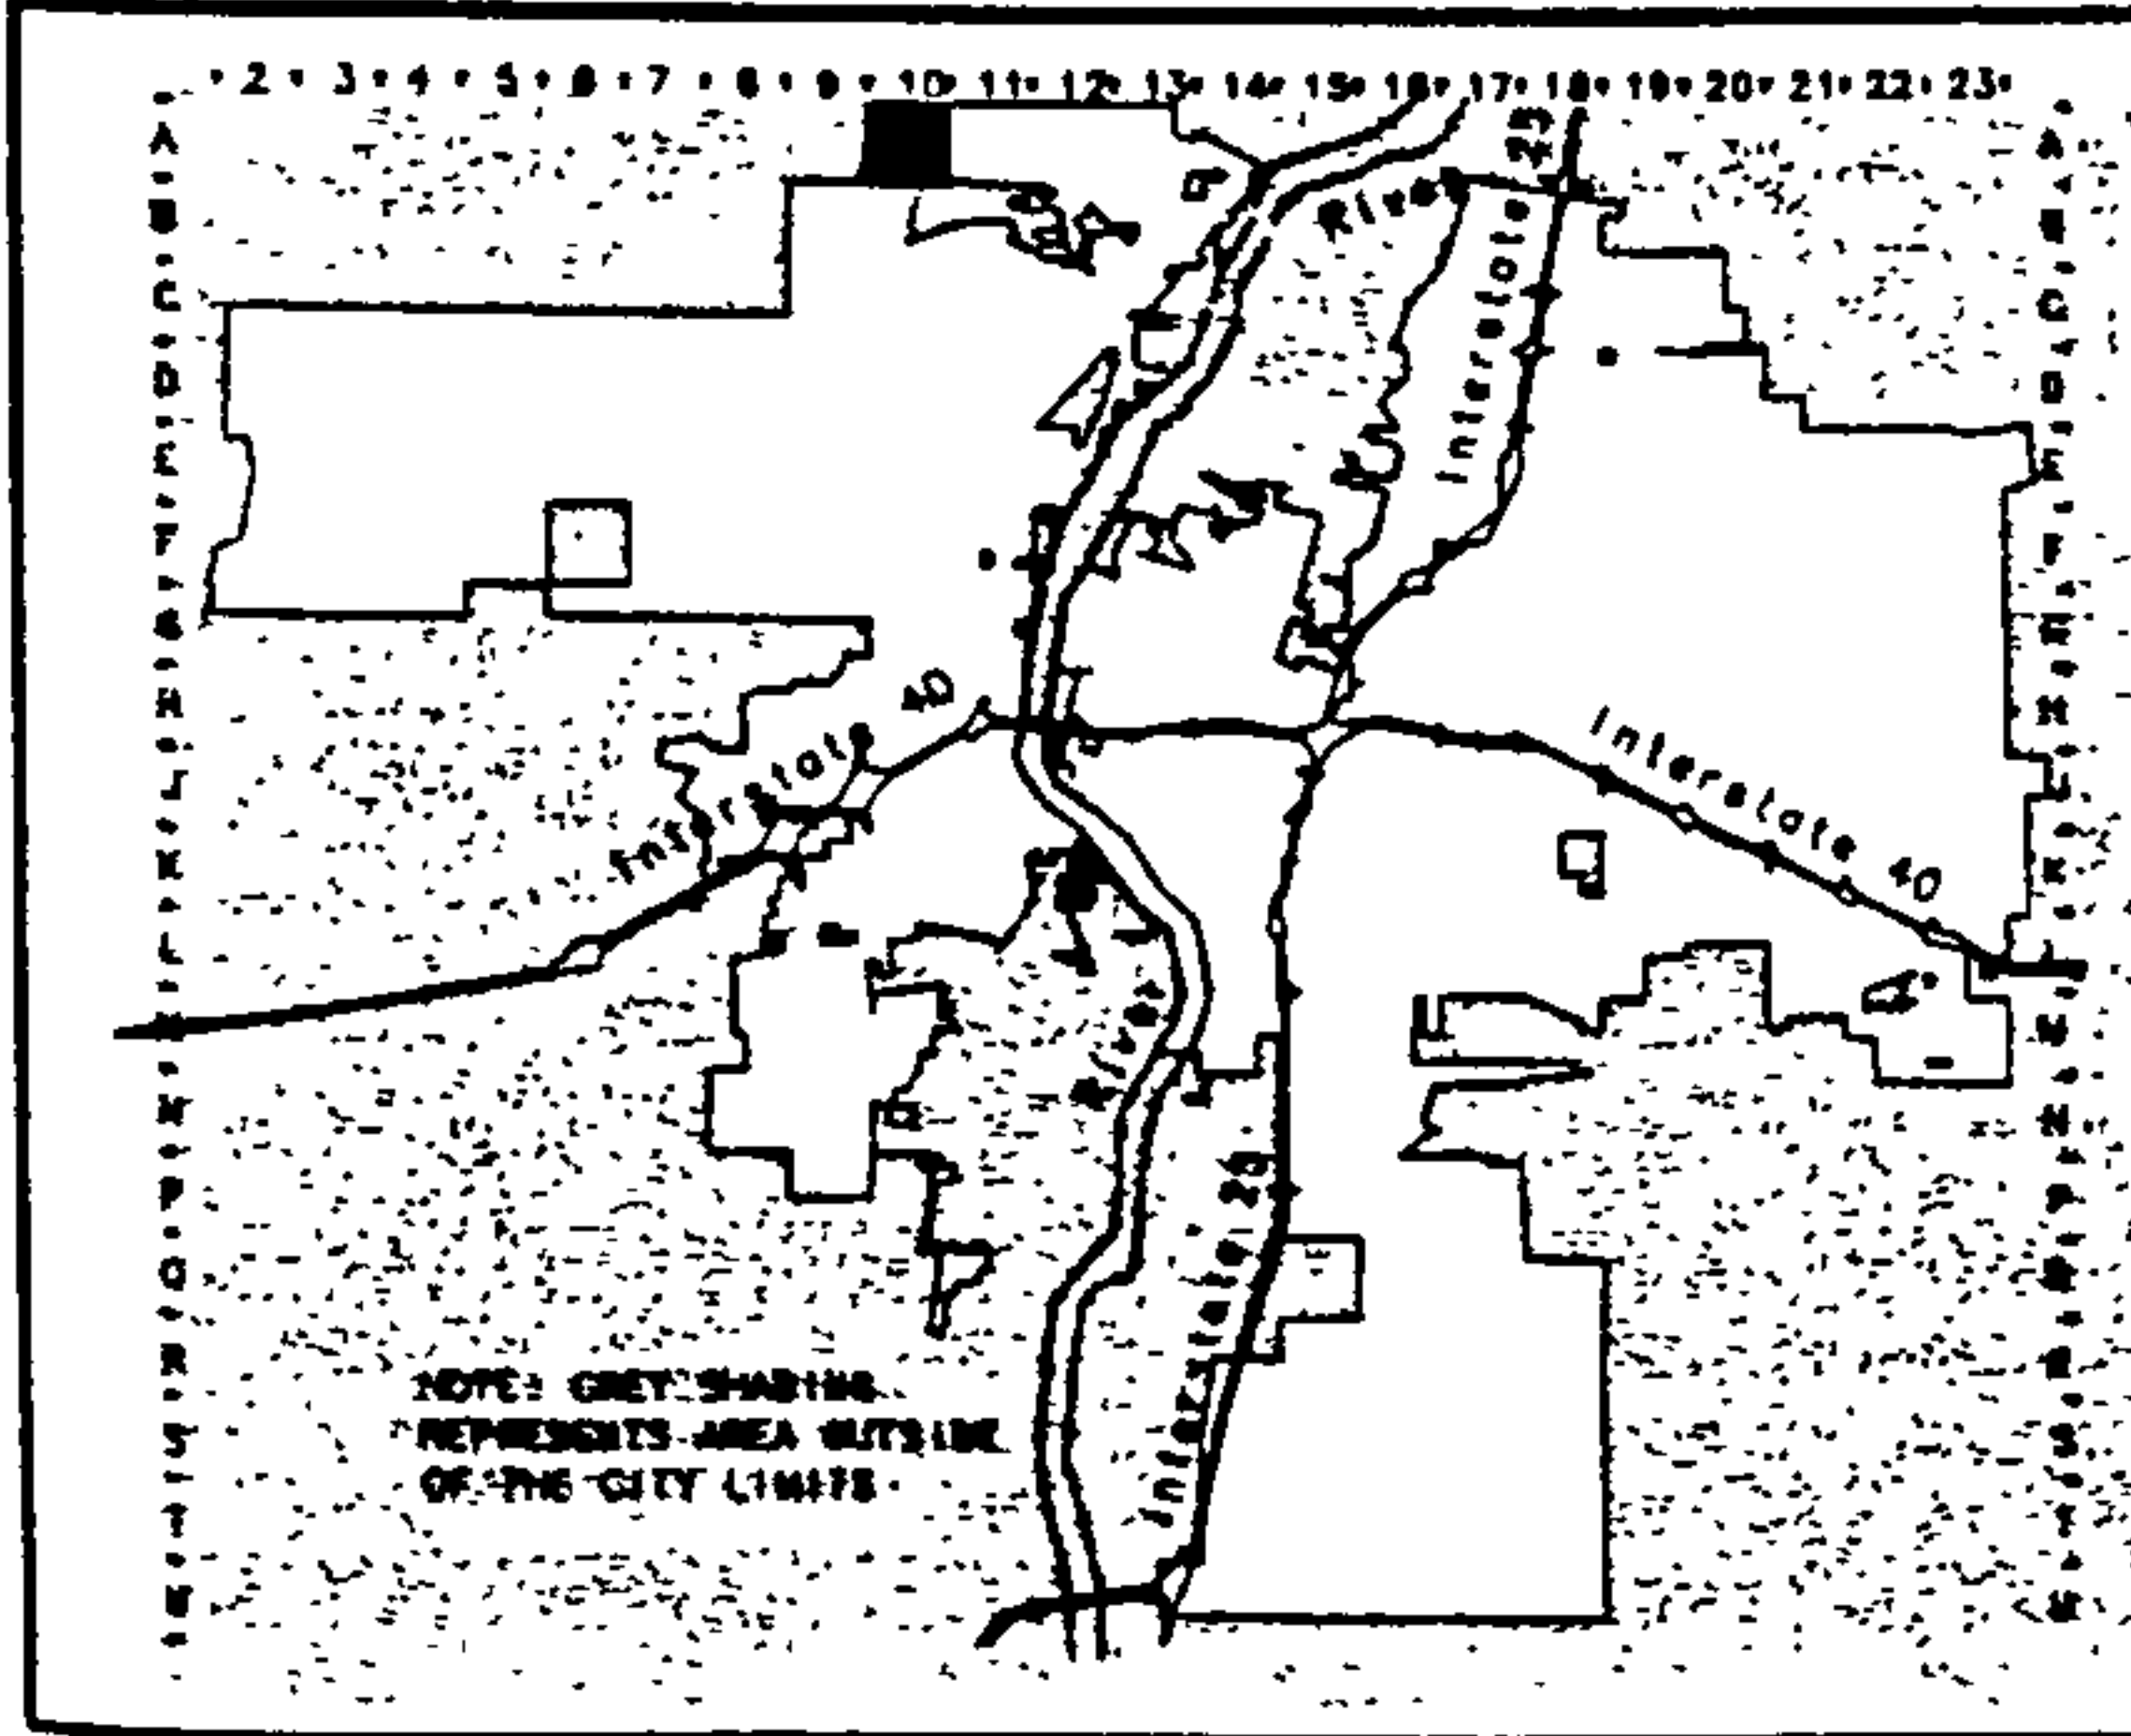 2 3 4 5 6 7 8 9 10 11 12 13 14 15 16 17 18 19 20 21 22 23
A
B
C
D
E
F
G
H
J
K
L
M
N
P
Q
R
S
T
W
A
B
C
D
E
F
G
H
J
K
M
N
P
S
T
W
River
Interstate 29
Interstate 40
Interstate 40
River
Interstate 26
NOTE: GREY SHADING
REPRESENTS AREA OUTSIDE
OF THE CITY LIMITS